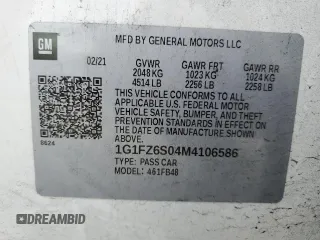 GM
MFD BY GENERAL MOTORS LLC
02/21
GVWR GAWR FRT GAWR RR
2048 KG 1023 KG 1024 KG
4514 LB 2256 LB 2258 LB
THIS VEHICLE CONFORMS TO ALL APPLICABLE
U.S. FEDERAL MOTOR
VEHICLE SAFETY, BUMPER, AND THEFT
PREVENTION STANDARDS IN EFFECT
ON THE DATE OF MANUFACTURE
SHOWN ABOVE.
0624
1G1FZ6S04M4106586
TYPE: PASS CAR
MODEL: 461FB48
DREAMBID